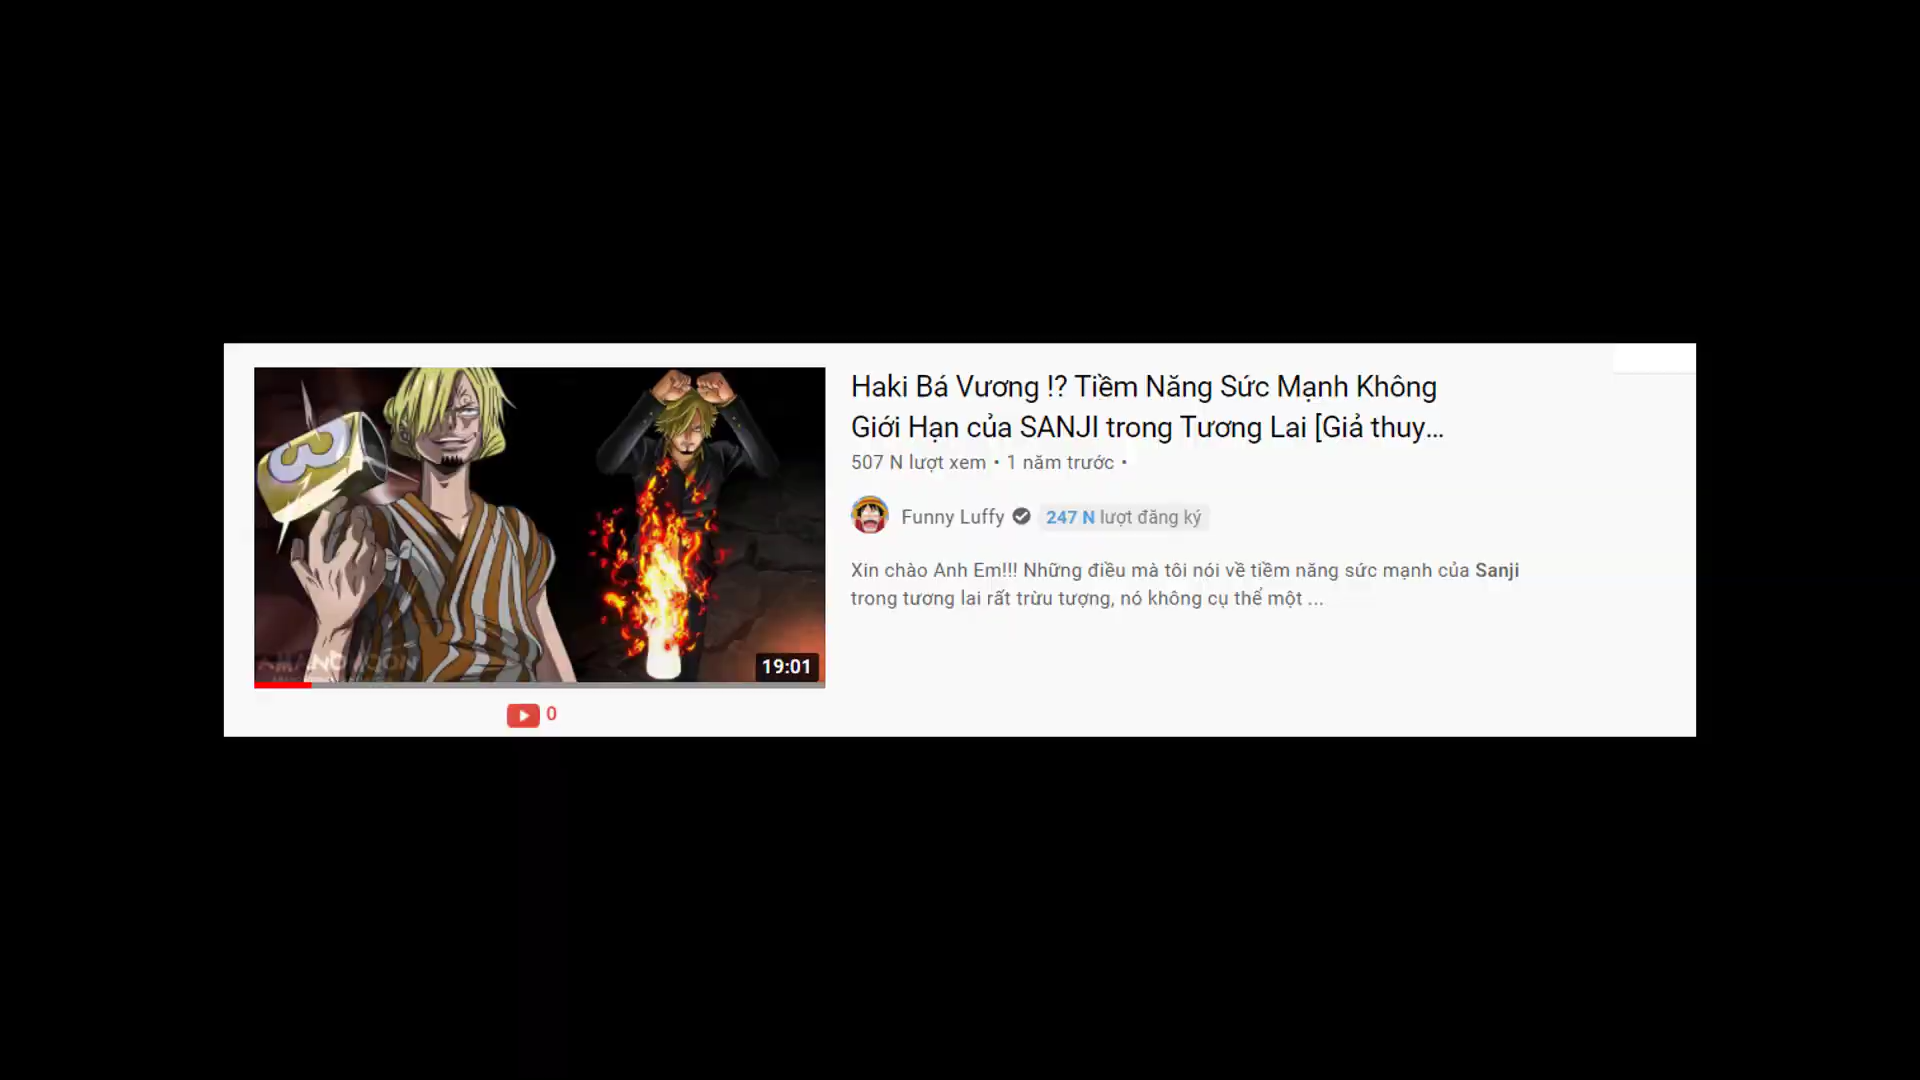 Haki Bá Vương !? Tiềm Năng Sức Mạnh Không
Giới Hạn của SANJI trong Tương Lai [Giả thuy...
507 N lượt xem • 1 năm trước •
Funny Luffy 247 N lượt đăng ký
Xin chào Anh Em!!! Những điều mà tôi nói về tiềm năng sức mạnh của Sanji
trong tương lai rất trừu tượng, nó không cụ thể một ...
3
19:01
0